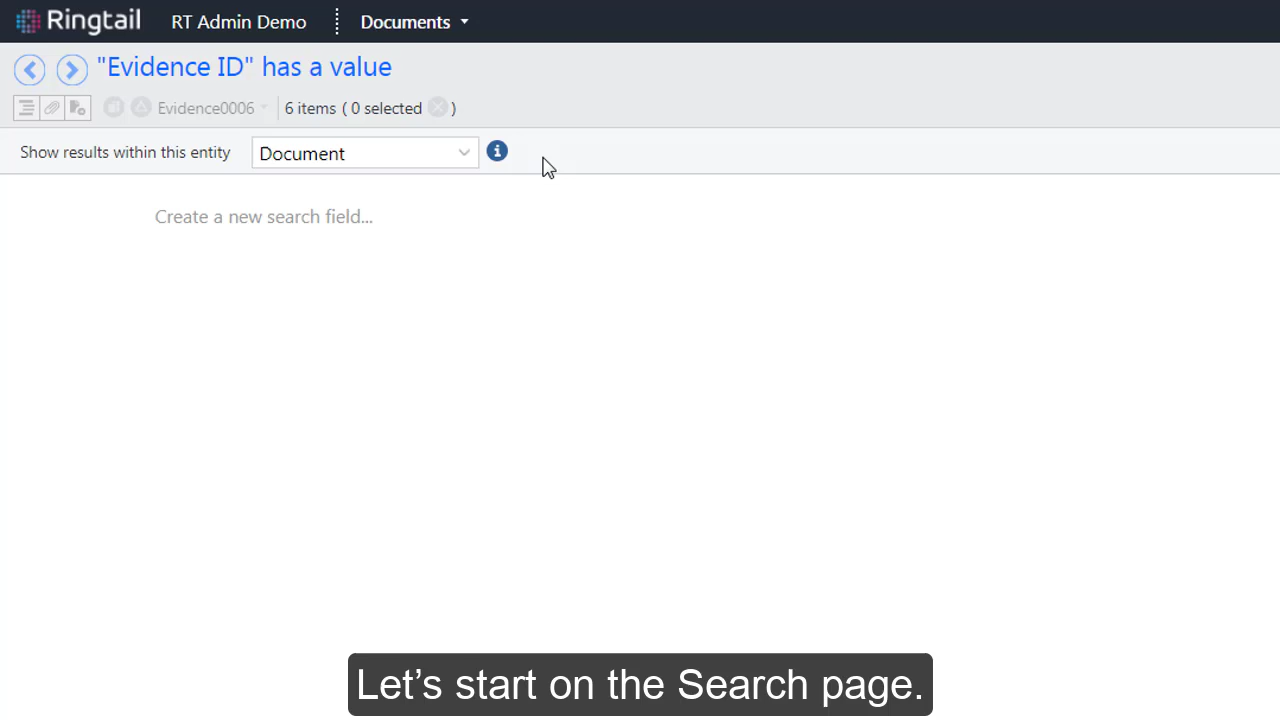 Ringtail RT Admin Demo Documents
"Evidence ID" has a value
Evidence0006 6 items ( 0 selected )
Show results within this entity Document
Create a new search field...
Let’s start on the Search page.